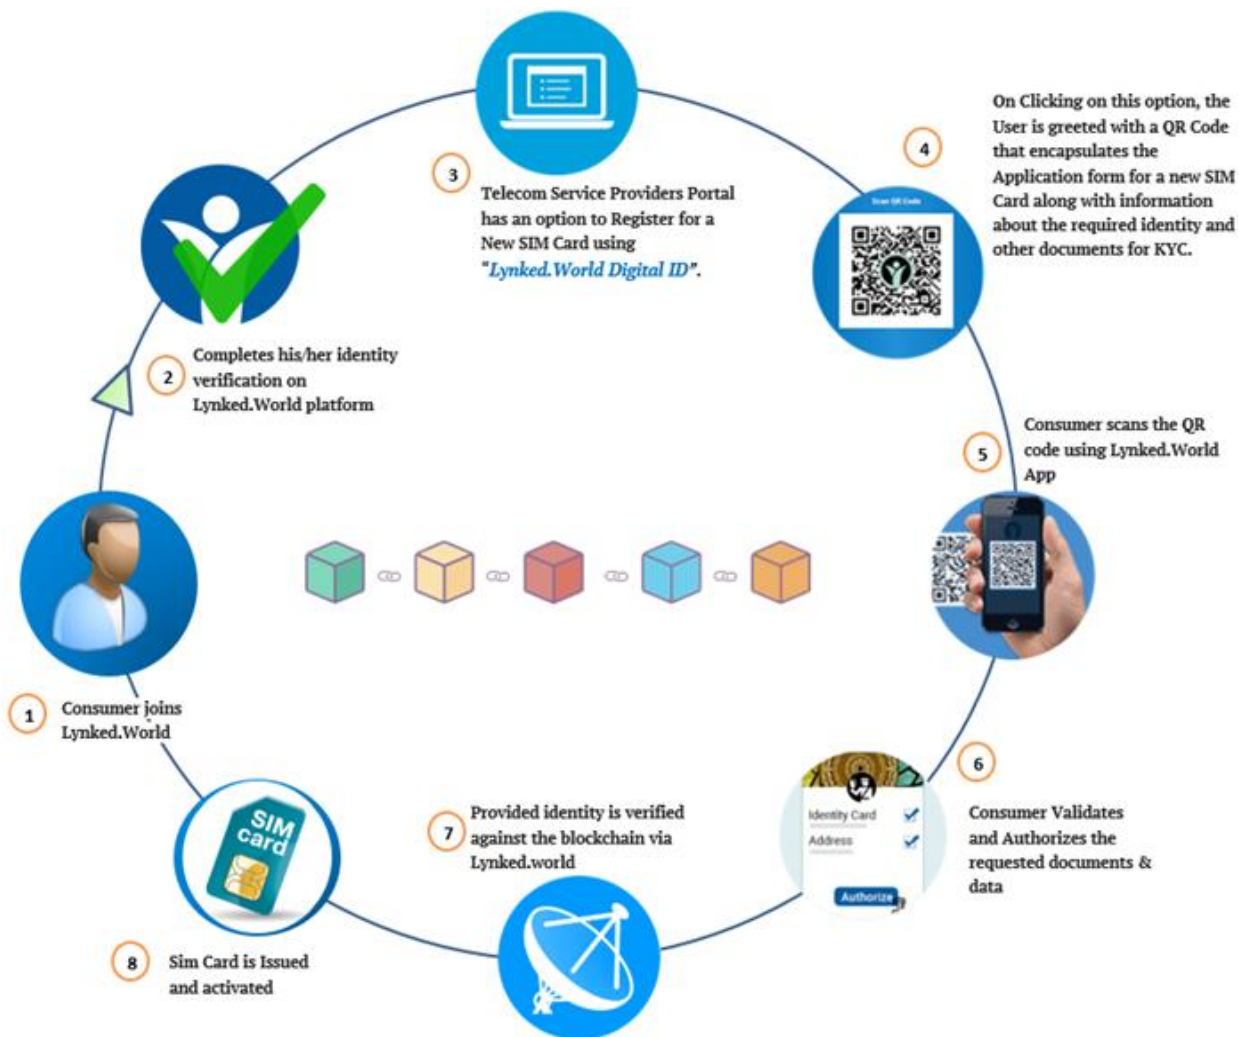 1
Consumer joins
Lynked.World
2
Completes his/her identity
verification on
Lynked.World platform
3
Telecom Service Providers Portal
has an option to Register for a
New SIM Card using
“Lynked.World Digital ID”.
4
On Clicking on this option, the
User is greeted with a QR Code
that encapsulates the
Application form for a new SIM
Card along with information
about the required identity and
other documents for KYC.
Scan QR Code
5
Consumer scans the QR
code using Lynked.World
App
6
Consumer Validates
and Authorizes the
requested documents &
data
Identity Card
Address
Authorize
7
Provided identity is verified
against the blockchain via
Lynked.world
8
Sim Card is Issued
and activated
SIM
card